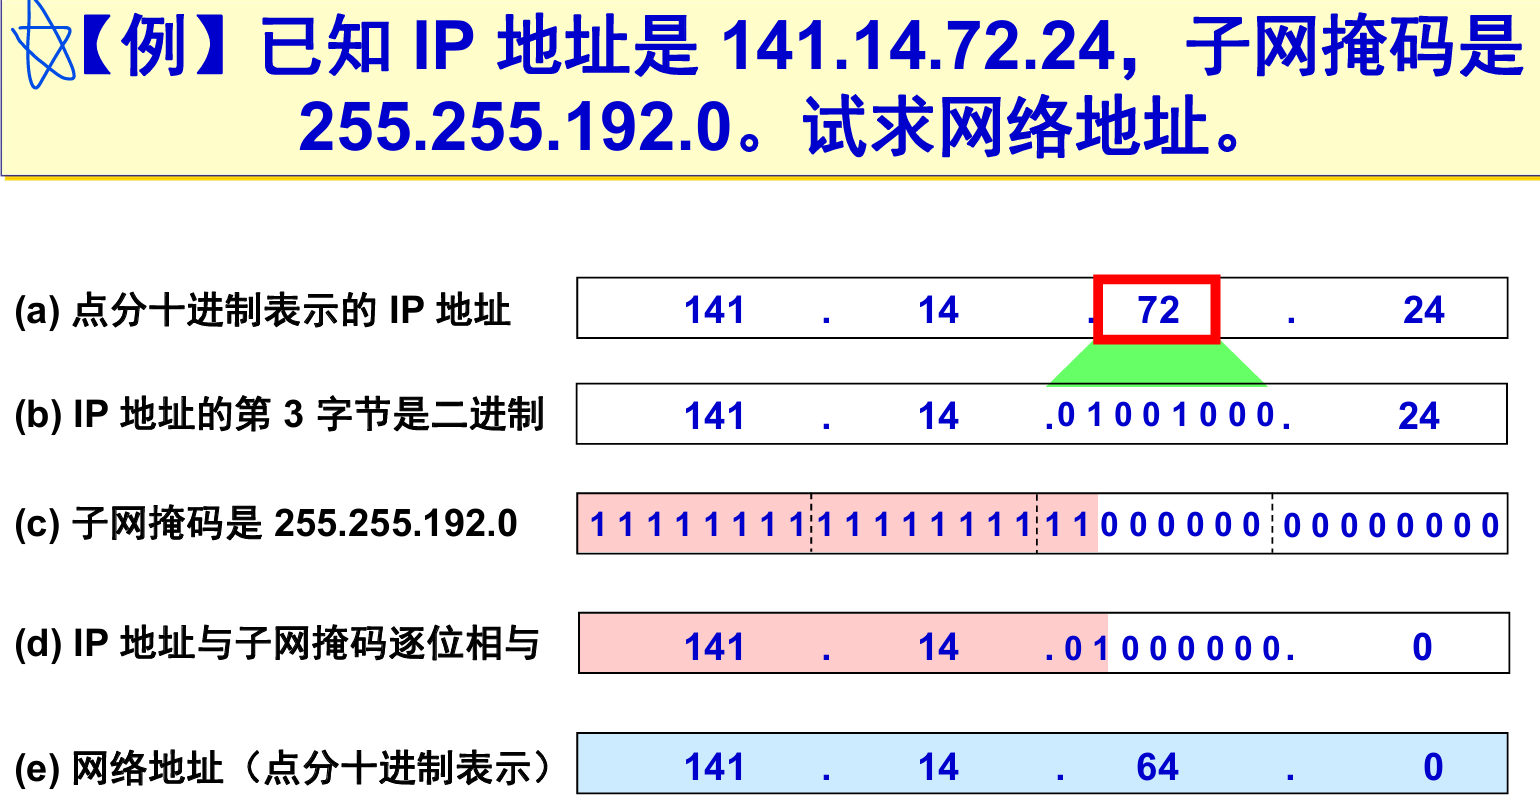 【例】已知 IP 地址是 141.14.72.24，子网掩码是
255.255.192.0。试求网络地址。
(a) 点分十进制表示的 IP 地址 141 . 14 . 72 . 24
(b) IP 地址的第 3 字节是二进制 141 . 14 . 0 1 0 0 1 0 0 0 . 24
(c) 子网掩码是 255.255.192.0 1 1 1 1 1 1 1 1 1 1 1 1 1 1 1 1 1 1 0 0 0 0 0 0 0 0 0 0 0 0 0 0
(d) IP 地址与子网掩码逐位相与 141 . 14 . 0 1 0 0 0 0 0 0 . 0
(e) 网络地址（点分十进制表示） 141 . 14 . 64 . 0